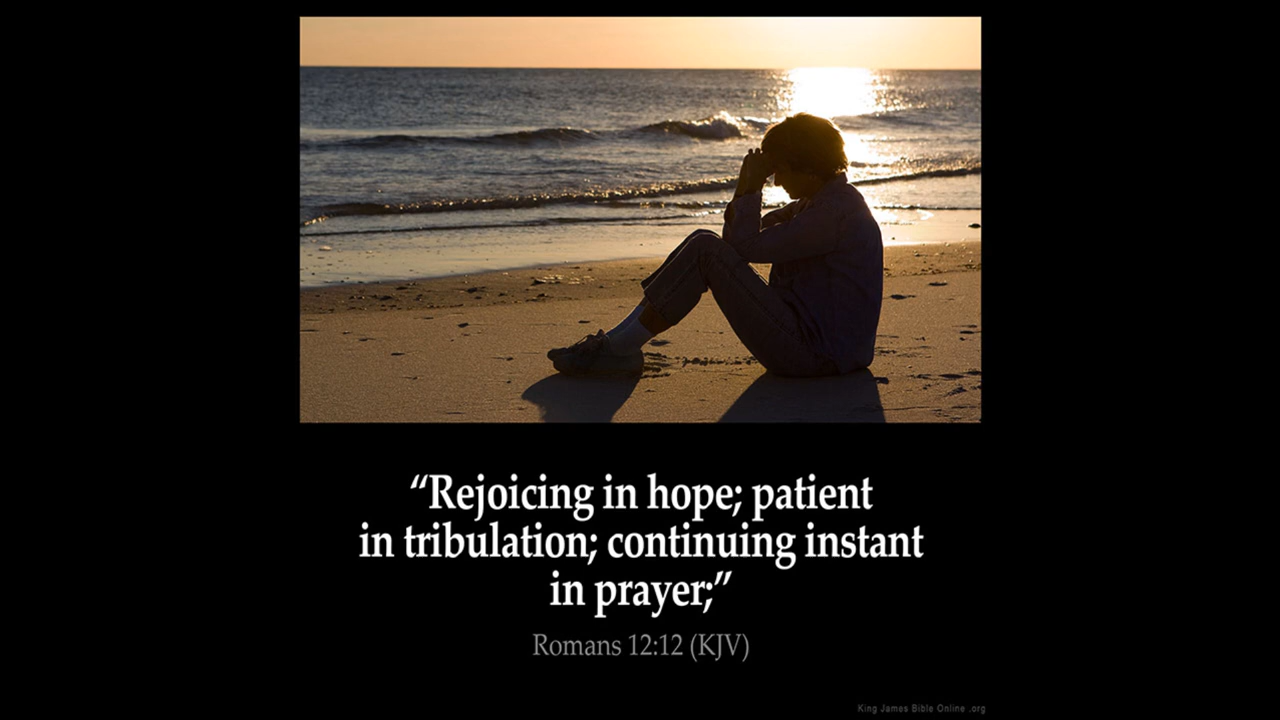 “Rejoicing in hope; patient
in tribulation; continuing instant
in prayer;”
Romans 12:12 (KJV)
King James Bible Online .org